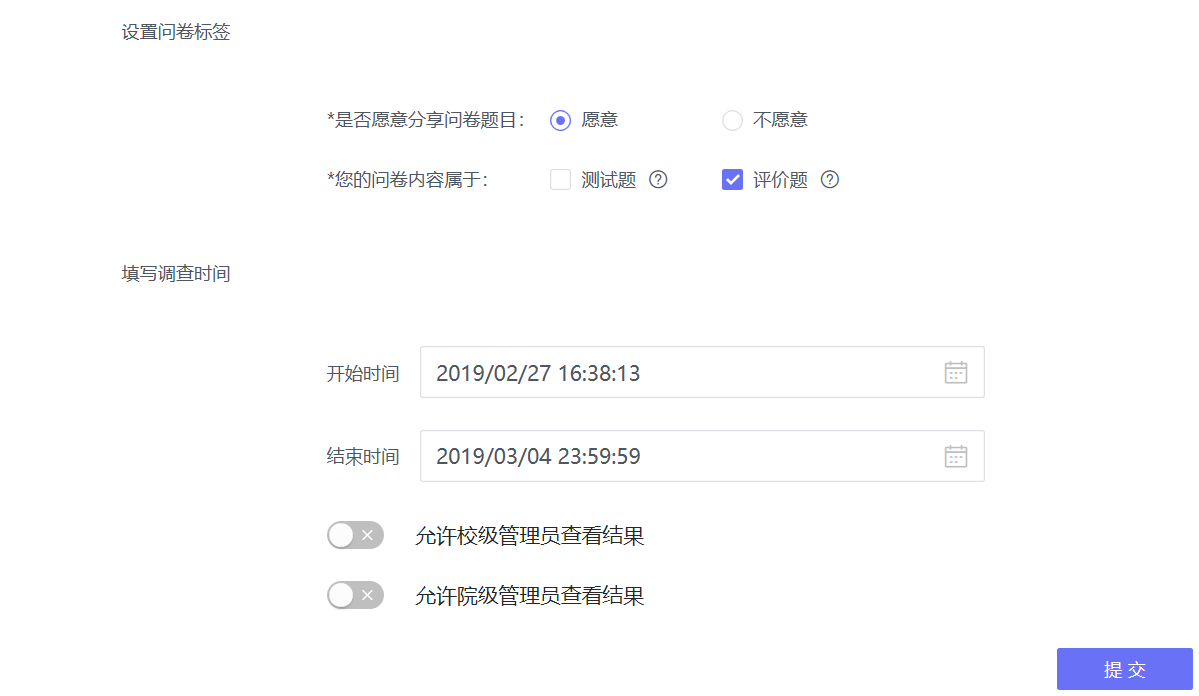 设置问卷标签
*是否愿意分享问卷题目： 愿意 不愿意
*您的问卷内容属于： 测试题 ? 评价题 ?
填写调查时间
开始时间 2019/02/27 16:38:13
结束时间 2019/03/04 23:59:59
允许校级管理员查看结果
允许院级管理员查看结果
提交